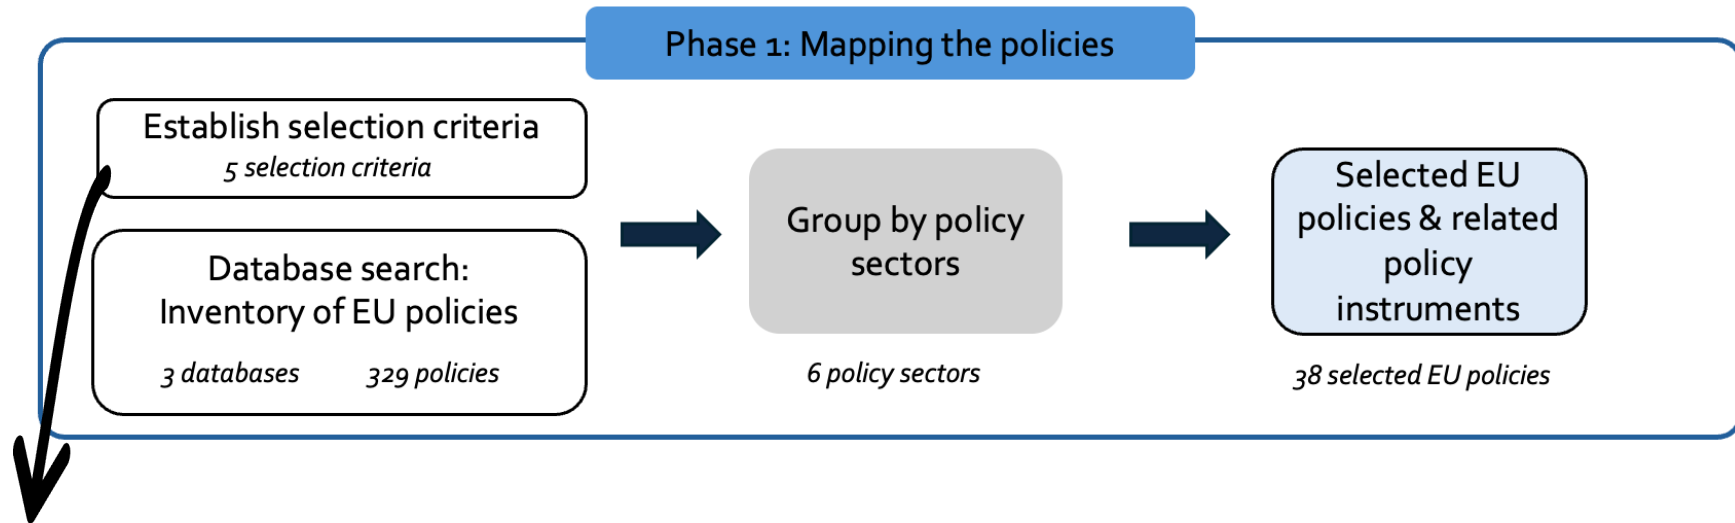 Phase 1: Mapping the policies
Establish selection criteria
5 selection criteria
Database search:
Inventory of EU policies
3 databases 329 policies
Group by policy
sectors
6 policy sectors
Selected EU
policies & related
policy
instruments
38 selected EU policies